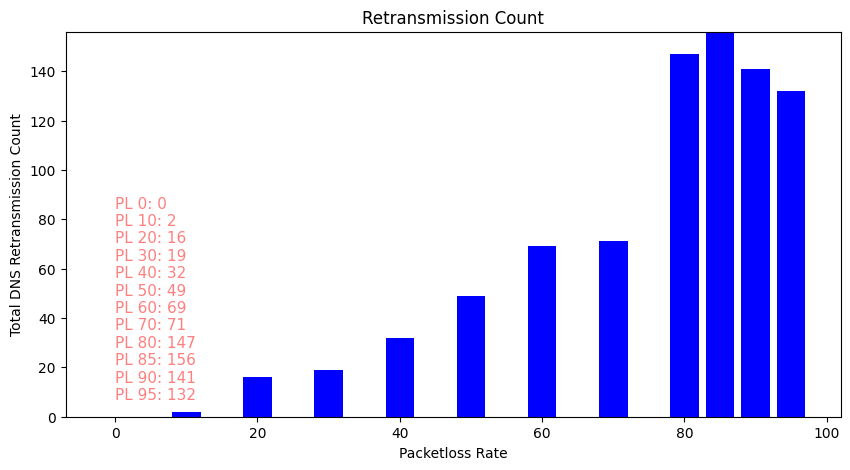 Retransmission Count
Total DNS Retransmission Count
140
120
100
80
60
40
20
0
PL 0: 0
PL 10: 2
PL 20: 16
PL 30: 19
PL 40: 32
PL 50: 49
PL 60: 69
PL 70: 71
PL 80: 147
PL 85: 156
PL 90: 141
PL 95: 132
0 20 40 60 80 100
Packetloss Rate